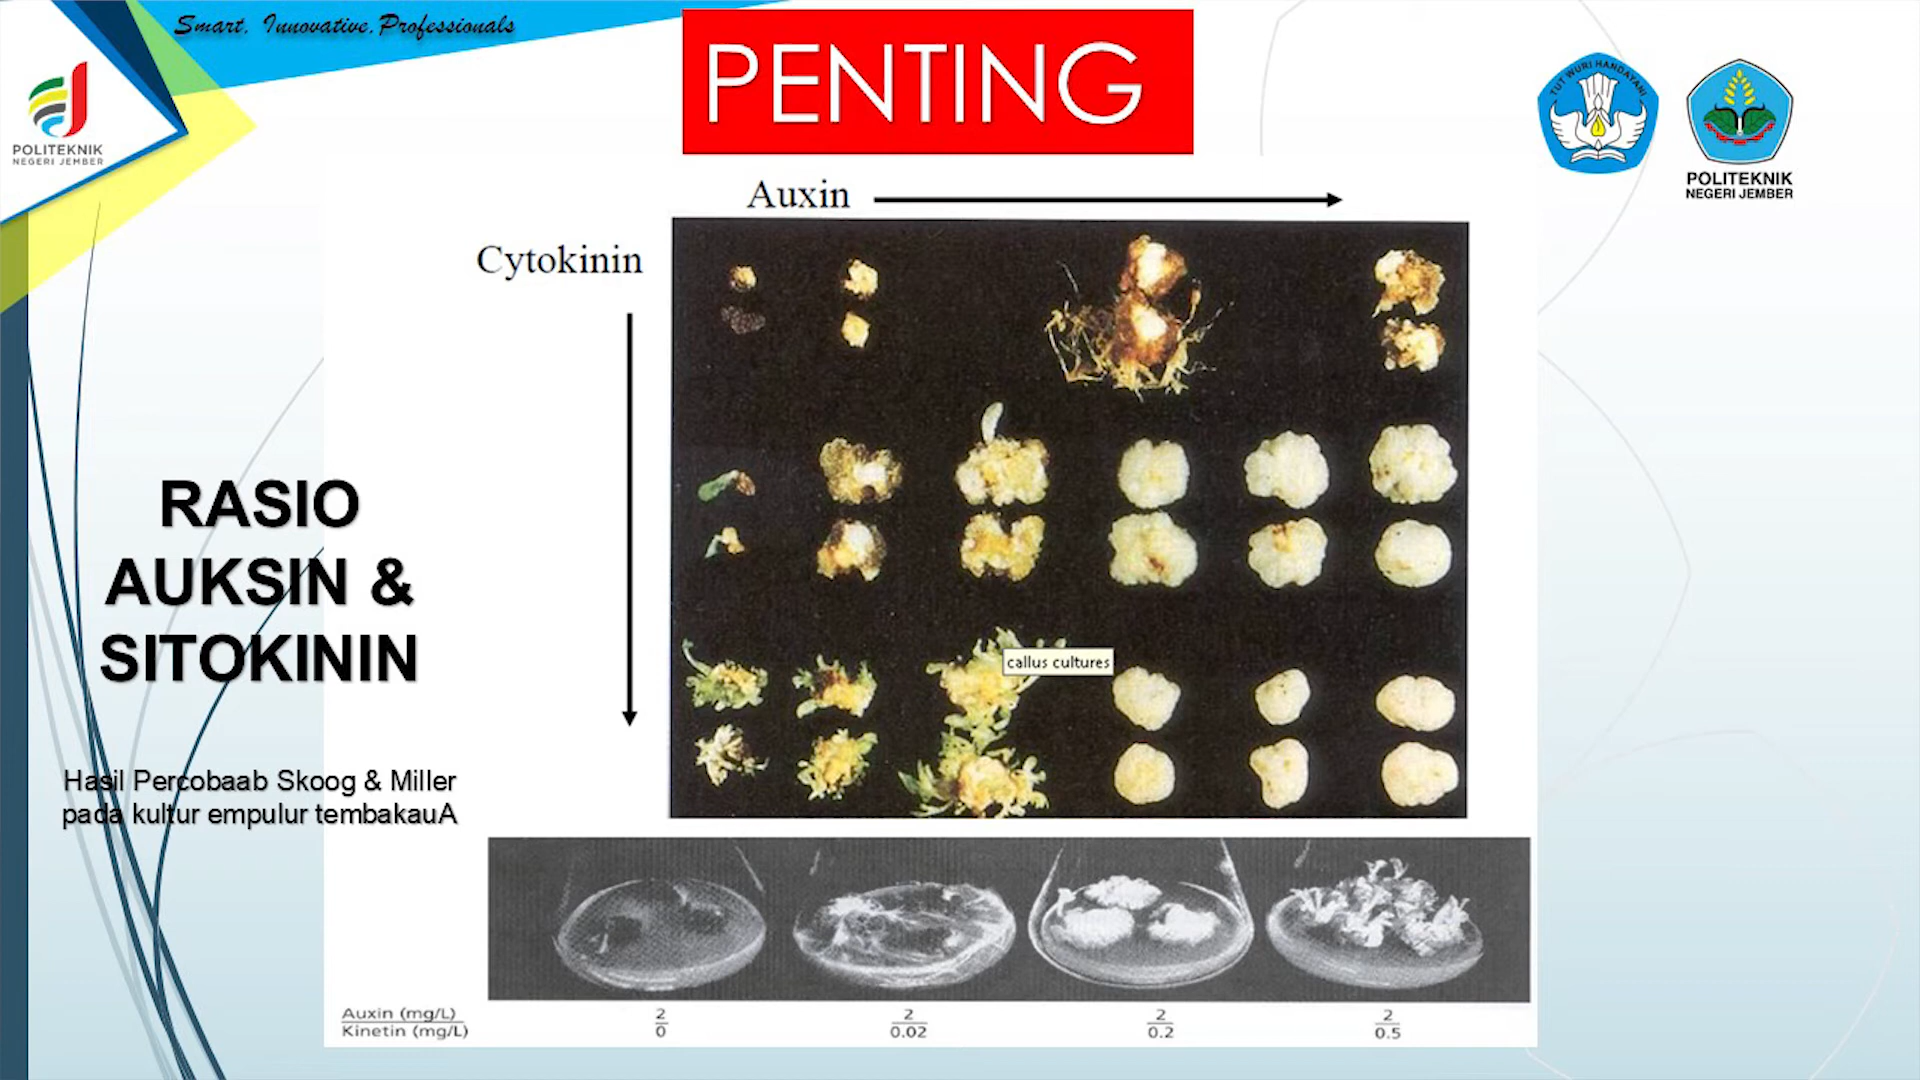 Smart, Innovative, Professionals
POLITEKNIK
NEGERI JEMBER
PENTING
TUT WURI HANDAYANI
POLITEKNIK
NEGERI JEMBER
Auxin
Cytokinin
callus cultures
RASIO
AUKSIN &
SITOKININ
Hasil Percobaab Skoog & Miller
pada kultur empulur tembakauA
Auxin (mg/L) 2 2 2 2
Kinetin (mg/L) 0 0.02 0.2 0.5